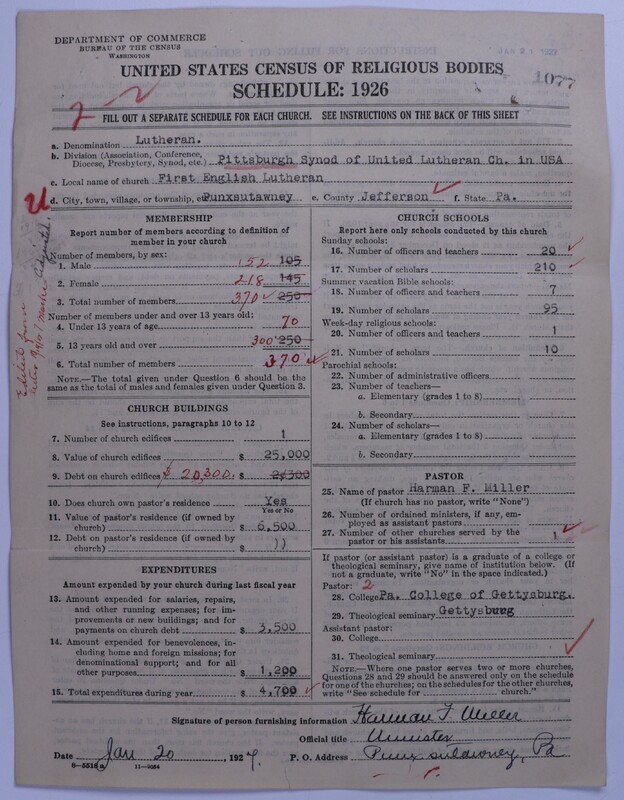 DEPARTMENT OF COMMERCE
BUREAU OF THE CENSUS
WASHINGTON
UNITED STATES CENSUS OF RELIGIOUS BODIES
SCHEDULE: 1926
1077
FILL OUT A SEPARATE SCHEDULE FOR EACH CHURCH. SEE INSTRUCTIONS ON THE BACK OF THIS SHEET
a. Denomination Lutheran.
b. Division (Association, Conference, Diocese, Presbytery, Synod, etc.) Pittsburgh Synod of United Lutheran Ch. in USA
c. Local name of church First English Lutheran
d. City, town, village, or township, etc Punxsutawney e. County Jefferson f. State Pa.
MEMBERSHIP
Report number of members according to definition of
member in your church
Number of members, by sex:
1. Male 152 105
2. Female 218 145
3. Total number of members 370 250
Number of members under and over 13 years old:
4. Under 13 years of age 70
5. 13 years old and over 300 250
6. Total number of members 370
NOTE.—The total given under Question 6 should be the
same as the total of males and females given under Question 3.
CHURCH BUILDINGS
See instructions, paragraphs 10 to 12
7. Number of church edifices 1
8. Value of church edifices $ 25,000
9. Debt on church edifices $ 20,300. 24300
10. Does church own pastor's residence Yes
Yes or No
11. Value of pastor's residence (if owned by
church) $ 6,500
12. Debt on pastor's residence (if owned by
church) $ ))
EXPENDITURES
Amount expended by your church during last fiscal year
13. Amount expended for salaries, repairs,
and other running expenses; for im-
provements or new buildings; and for
payments on church debt $ 3,500
14. Amount expended for benevolences, in-
cluding home and foreign missions; for
denominational support; and for all
other purposes $ 1,200
15. Total expenditures during year $ 4,700
CHURCH SCHOOLS
Report here only schools conducted by this church
Sunday schools:
16. Number of officers and teachers 20
17. Number of scholars 210
Summer vacation Bible schools:
18. Number of officers and teachers 7
19. Number of scholars 95
Week-day religious schools:
20. Number of officers and teachers 1
21. Number of scholars 10
Parochial schools:
22. Number of administrative officers
23. Number of teachers—
a. Elementary (grades 1 to 8)
b. Secondary
24. Number of scholars—
a. Elementary (grades 1 to 8)
b. Secondary
PASTOR
25. Name of pastor Harman F. Miller
(If church has no pastor, write "None")
26. Number of ordained ministers, if any, em-
ployed as assistant pastors
27. Number of other churches served by the
pastor or his assistants 1
If pastor (or assistant pastor) is a graduate of a college or
theological seminary, give name of institution below. (If
not a graduate, write "No" in the space indicated.)
Pastor: 2
28. College Pa. College of Gettysburg.
29. Theological seminary Gettysburg
Assistant pastor:
30. College
31. Theological seminary
NOTE.—Where one pastor serves two or more churches,
Questions 28 and 29 should be answered only on the schedule
for one of the churches; on the schedules for the other churches,
write "See schedule for church."
Signature of person furnishing information Harman F. Miller
Official title Minister
Date Jan 20, 1927. P. O. Address Punxsutawney, Pa
8—5518a 11—9084